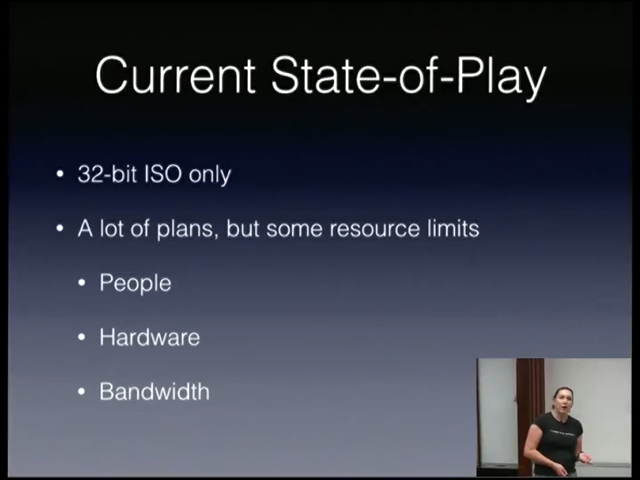 Current State-of-Play
• 32-bit ISO only
• A lot of plans, but some resource limits
• People
• Hardware
• Bandwidth